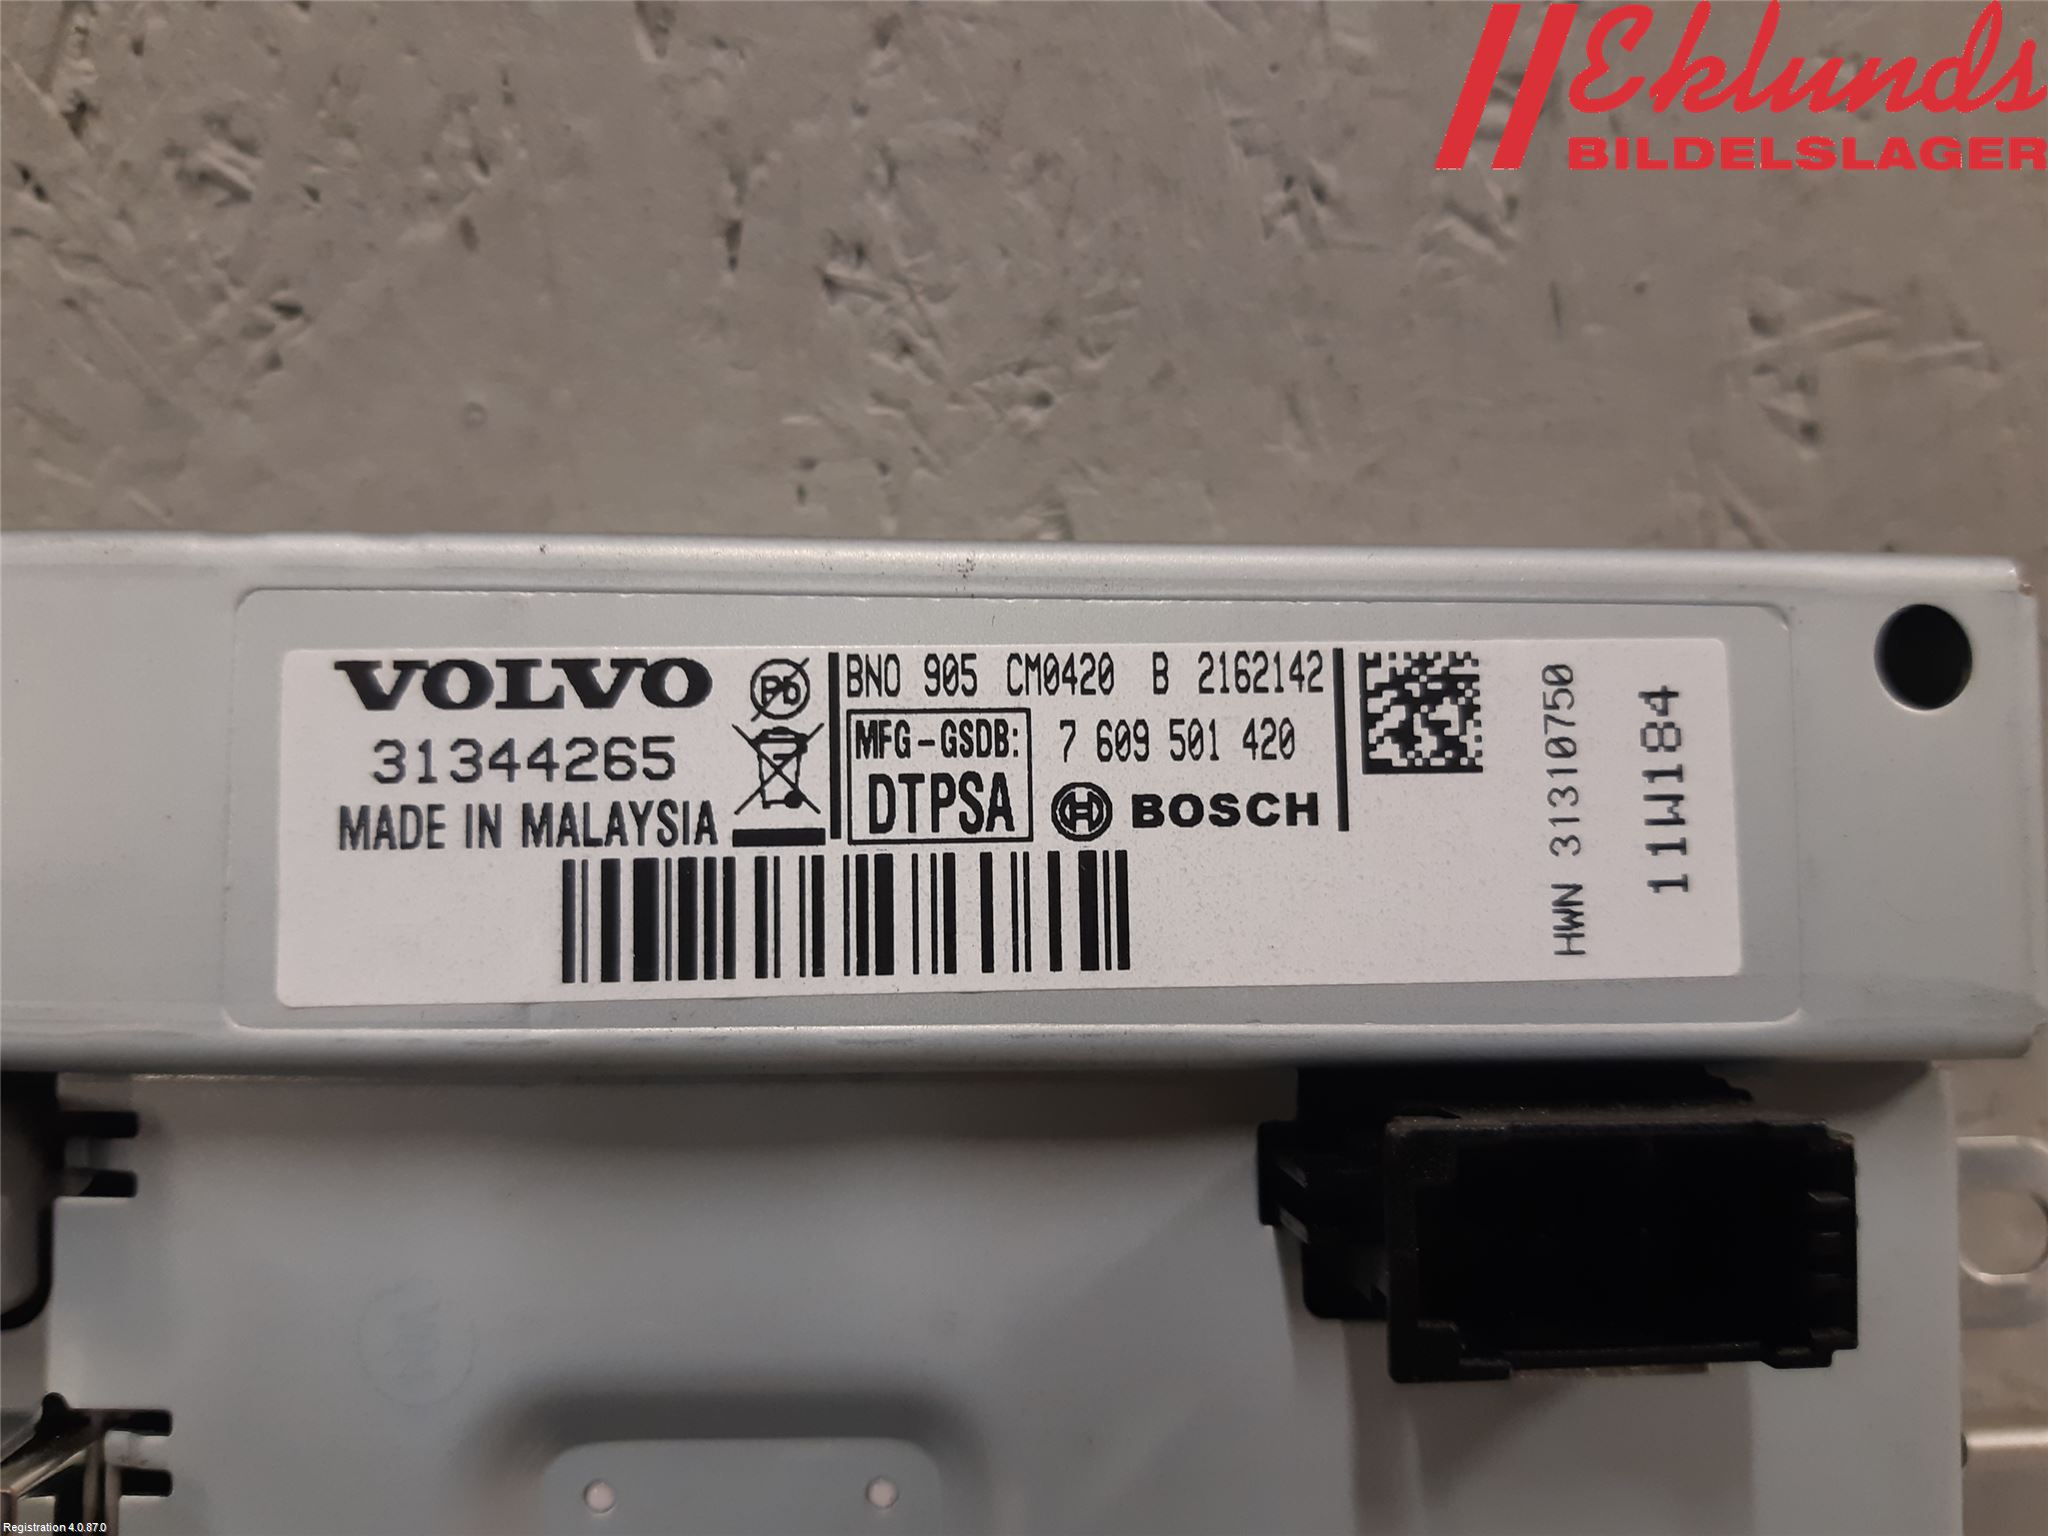 Eklunds
BILDELSLAGER
VOLVO
31344265
MADE IN MALAYSIA
Pb
BNO 905 CM0420 B 2162142
MFG-GSDB:
DTPSA
7 609 501 420
BOSCH
HWN 31310750
11W184
Registration 4.0.87.0